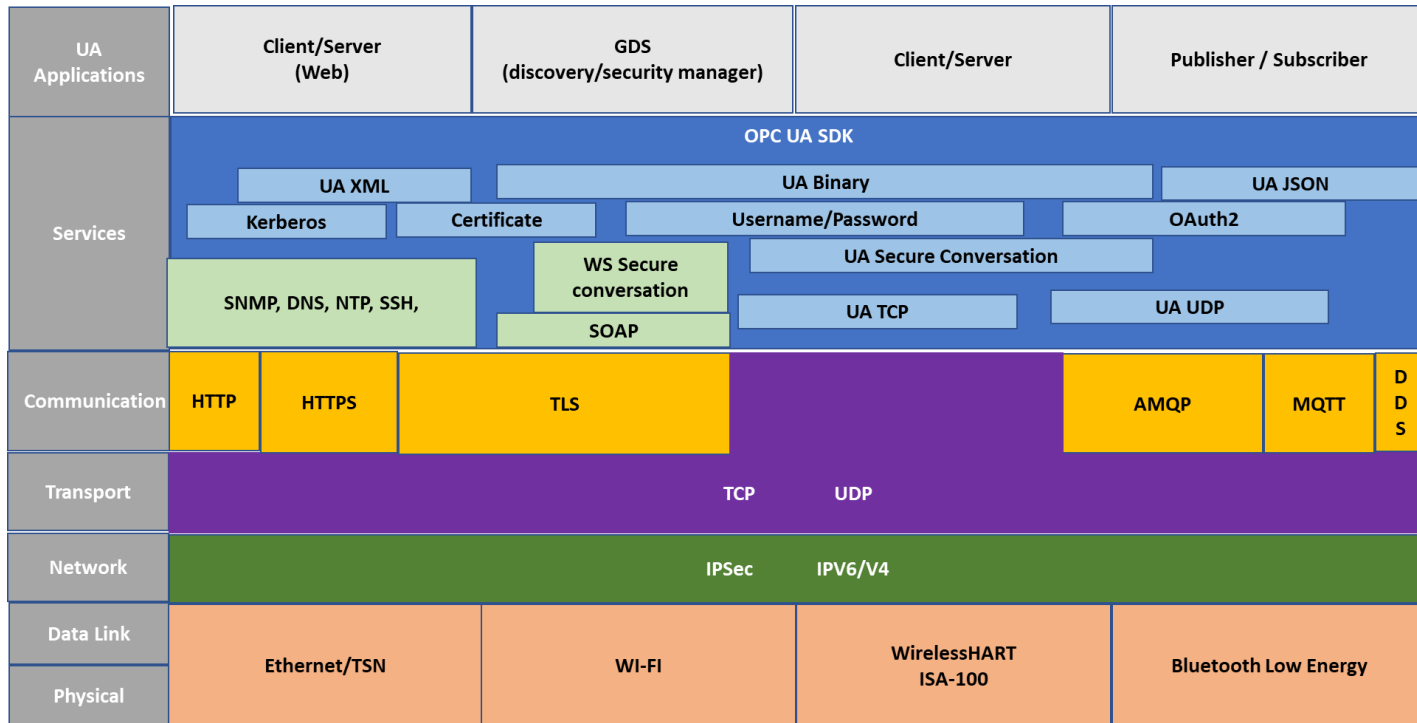 UA
Applications
Client/Server
(Web)
GDS
(discovery/security manager)
Client/Server
Publisher / Subscriber
Services
OPC UA SDK
UA XML
UA Binary
UA JSON
Kerberos
Certificate
Username/Password
OAuth2
SNMP, DNS, NTP, SSH,
WS Secure
conversation
UA Secure Conversation
SOAP
UA TCP
UA UDP
Communication
HTTP
HTTPS
TLS
AMQP
MQTT
D
D
S
Transport
TCP
UDP
Network
IPSec
IPV6/V4
Data Link
Physical
Ethernet/TSN
WI-FI
WirelessHART
ISA-100
Bluetooth Low Energy